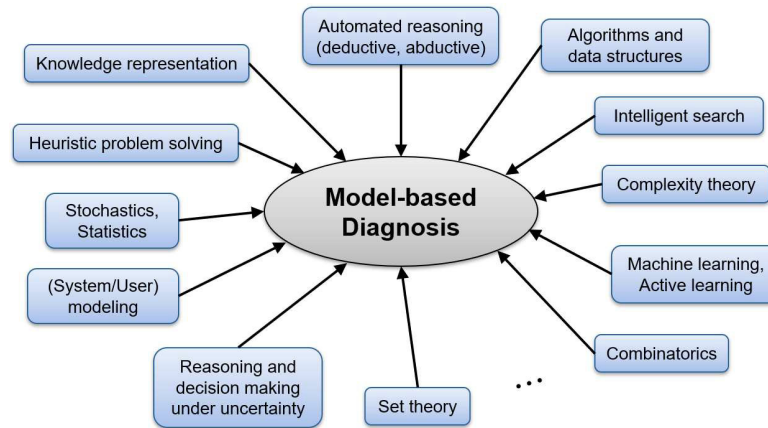 Automated reasoning
(deductive, abductive)
Algorithms and
data structures
Knowledge representation
Intelligent search
Heuristic problem solving
Complexity theory
Model-based
Diagnosis
Stochastics,
Statistics
Machine learning,
Active learning
(System/User)
modeling
Combinatorics
Reasoning and
decision making
under uncertainty
Set theory
...